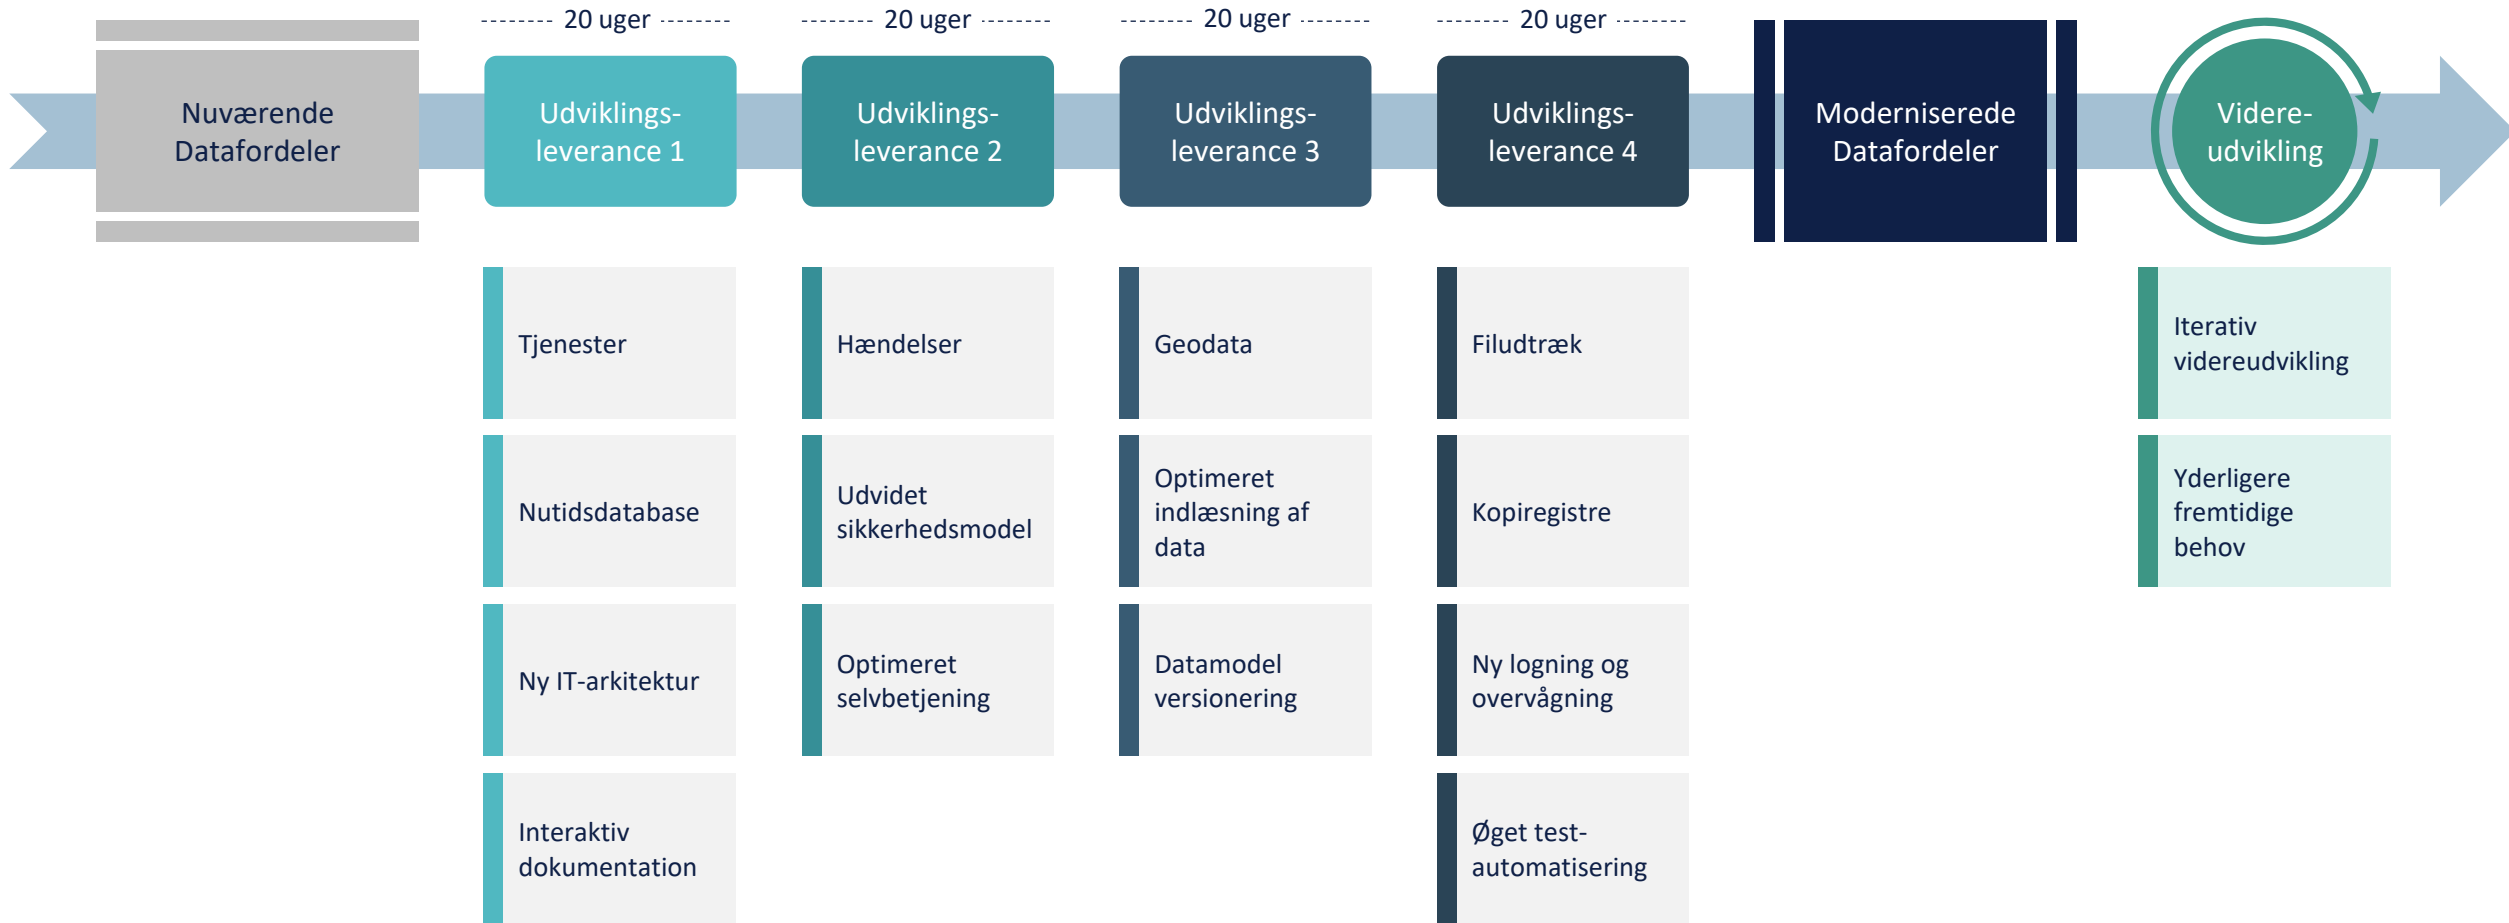 20 uger
20 uger
20 uger
20 uger
Nuværende
Datafordeler
Udviklings-
leverance 1
Udviklings-
leverance 2
Udviklings-
leverance 3
Udviklings-
leverance 4
Moderniserede
Datafordeler
Videre-
udvikling
Tjenester
Nutidsdatabase
Ny IT-arkitektur
Interaktiv
dokumentation
Hændelser
Udvidet
sikkerhedsmodel
Optimeret
selvbetjening
Geodata
Optimeret
indlæsning af
data
Datamodel
versionering
Filudtræk
Kopiregistre
Ny logning og
overvågning
Øget test-
automatisering
Iterativ
videreudvikling
Yderligere
fremtidige
behov